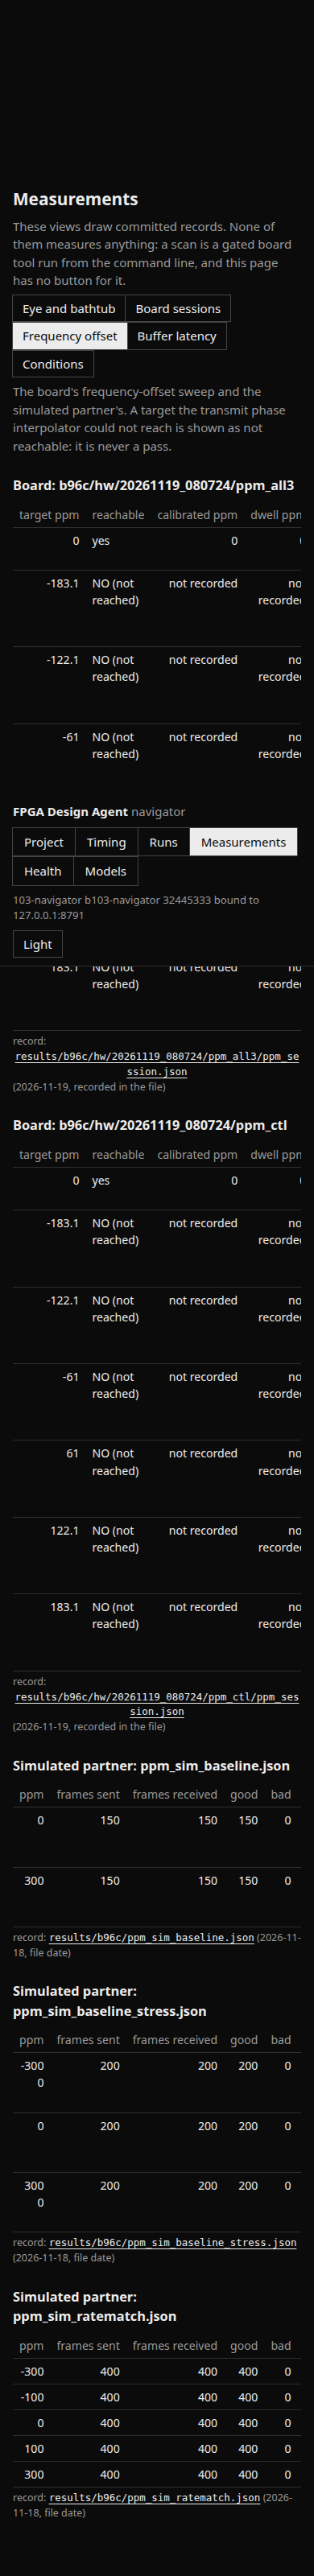 Measurements
These views draw committed records. None of
them measures anything: a scan is a gated board
tool run from the command line, and this page
has no button for it.
Eye and bathtub Board sessions
Frequency offset Buffer latency
Conditions
The board's frequency-offset sweep and the
simulated partner's. A target the transmit phase
interpolator could not reach is shown as not
reachable: it is never a pass.
Board: b96c/hw/20261119_080724/ppm_all3
target ppm reachable calibrated ppm dwell ppm
0 yes 0
-183.1 NO (not not recorded
reached)
-122.1 NO (not not recorded
reached)
-61 NO (not not recorded
reached)
FPGA Design Agent navigator
Project Timing Runs Measurements
Health Models
103-navigator b103-navigator 32445333 bound to
127.0.0.1:8791
Light
183.1 NO (not not recorded
reached)
record:
results/b96c/hw/20261119_080724/ppm_all3/ppm_se
ssion.json
(2026-11-19, recorded in the file)
Board: b96c/hw/20261119_080724/ppm_ctl
target ppm reachable calibrated ppm dwell ppm
0 yes 0
-183.1 NO (not not recorded
reached)
-122.1 NO (not not recorded
reached)
-61 NO (not not recorded
reached)
61 NO (not not recorded
reached)
122.1 NO (not not recorded
reached)
183.1 NO (not not recorded
reached)
record:
results/b96c/hw/20261119_080724/ppm_ctl/ppm_ses
sion.json
(2026-11-19, recorded in the file)
Simulated partner: ppm_sim_baseline.json
ppm frames sent frames received good bad
0 150 150 150 0
300 150 150 150 0
record: results/b96c/ppm_sim_baseline.json (2026-11-
18, file date)
Simulated partner:
ppm_sim_baseline_stress.json
ppm frames sent frames received good bad
-300 200 200 200 0
0
0 200 200 200 0
300 200 200 200 0
0
record: results/b96c/ppm_sim_baseline_stress.json
(2026-11-18, file date)
Simulated partner:
ppm_sim_ratematch.json
ppm frames sent frames received good bad
-300 400 400 400 0
-100 400 400 400 0
0 400 400 400 0
100 400 400 400 0
300 400 400 400 0
record: results/b96c/ppm_sim_ratematch.json (2026-
11-18, file date)